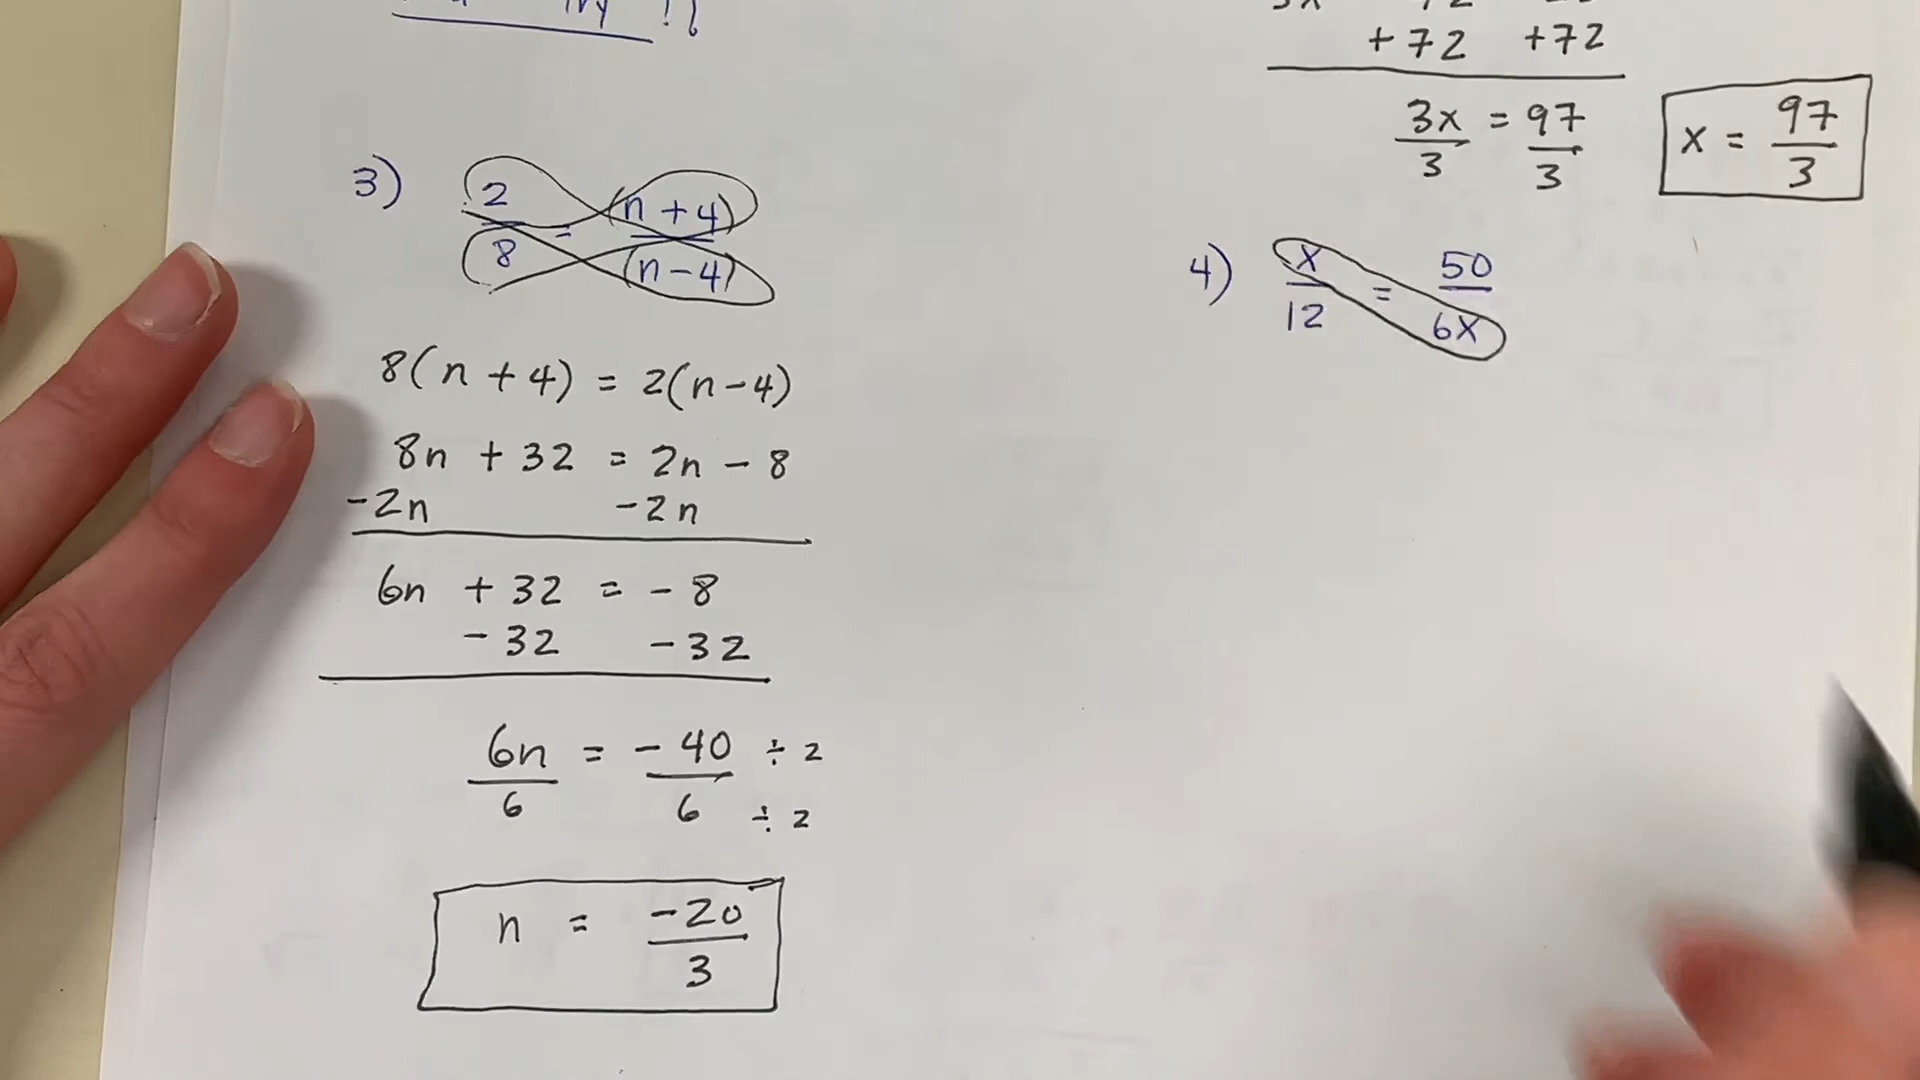 Try !!
+72 +72
3x/3 = 97/3
x = 97/3
3) 2/8 = (n+4)/(n-4)
8(n+4) = 2(n-4)
8n + 32 = 2n - 8
-2n -2n
6n + 32 = -8
-32 -32
6n/6 = -40/6 ÷2 ÷2
n = -20/3
4) x/12 = 50/6x